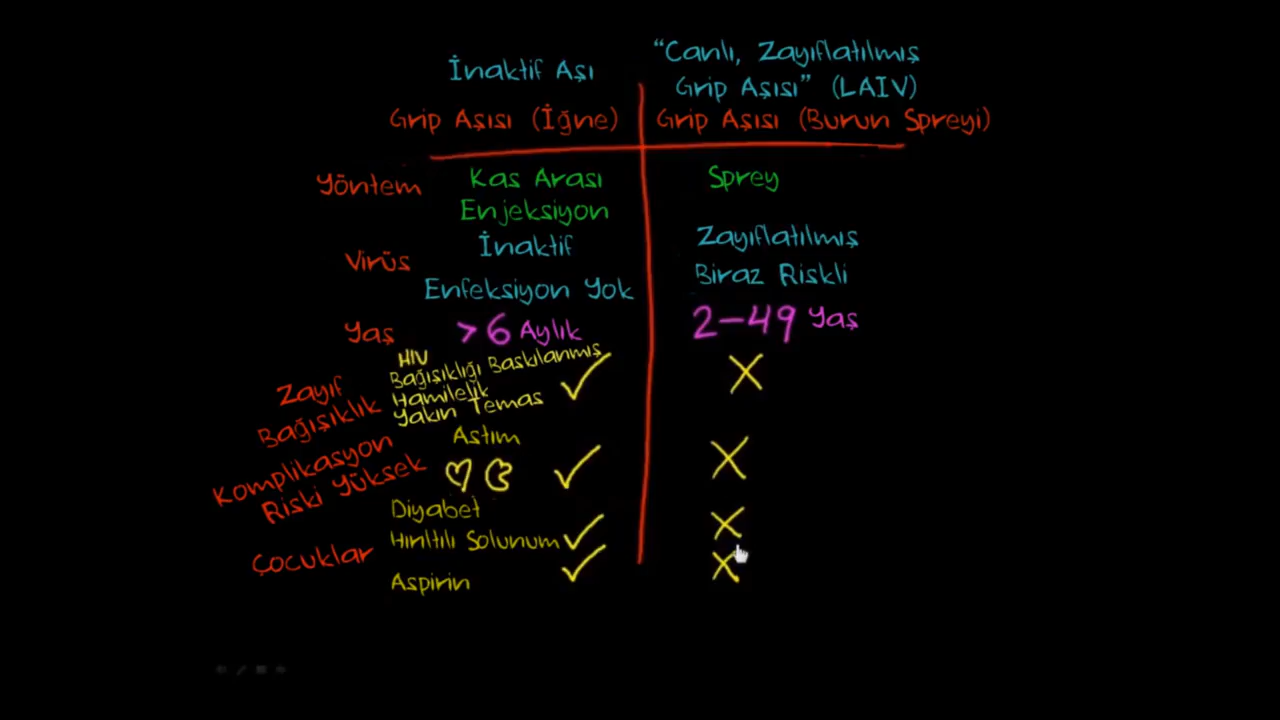 İnaktif Aşı
"Canlı, Zayıflatılmış
Grip Aşısı" (LAIV)
Grip Aşısı (İğne)
Grip Aşısı (Burun Spreyi)
Yöntem
Kas Arası
Enjeksiyon
Sprey
Virüs
İnaktif
Enfeksiyon Yok
Zayıflatılmış
Biraz Riskli
Yaş
>6 Aylık
2-49 Yaş
Zayıf
Bağışıklık
HIV
Bağışıklığı Baskılanmış
Hamilelik
Yakın Temas
Komplikasyon
Riski Yüksek
Astım
Diyabet
Çocuklar
Hırıltılı Solunum
Aspirin